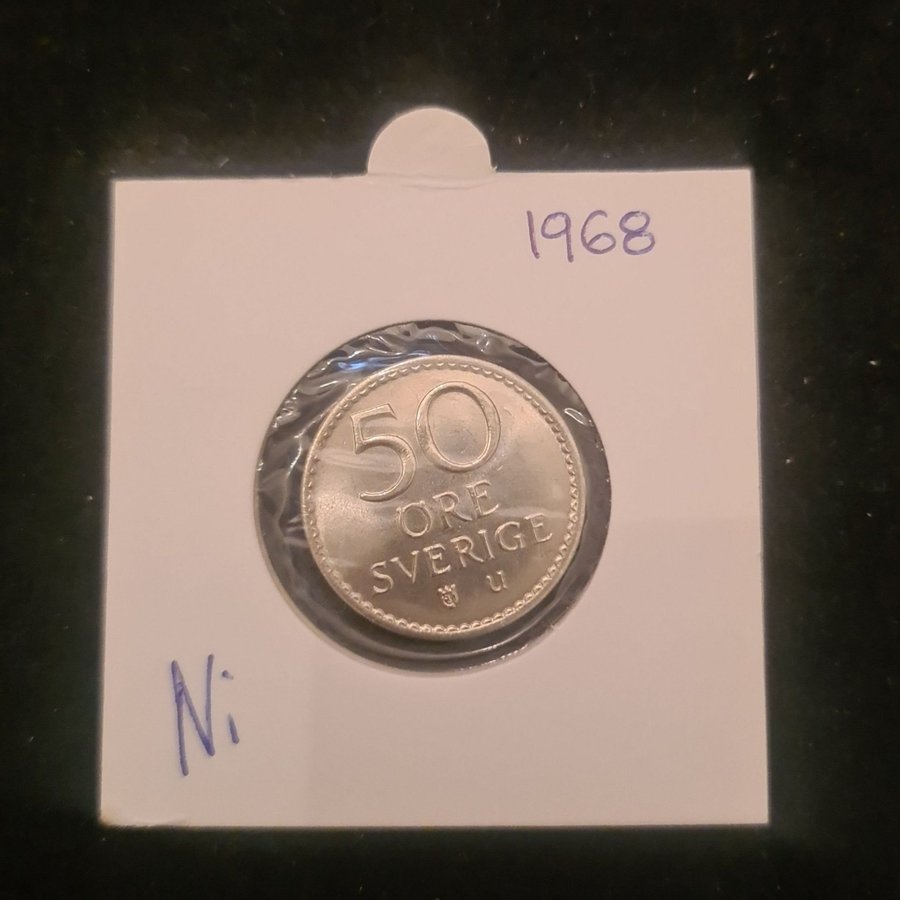 1968
50
ÖRE
SVERIGE
U
Ni